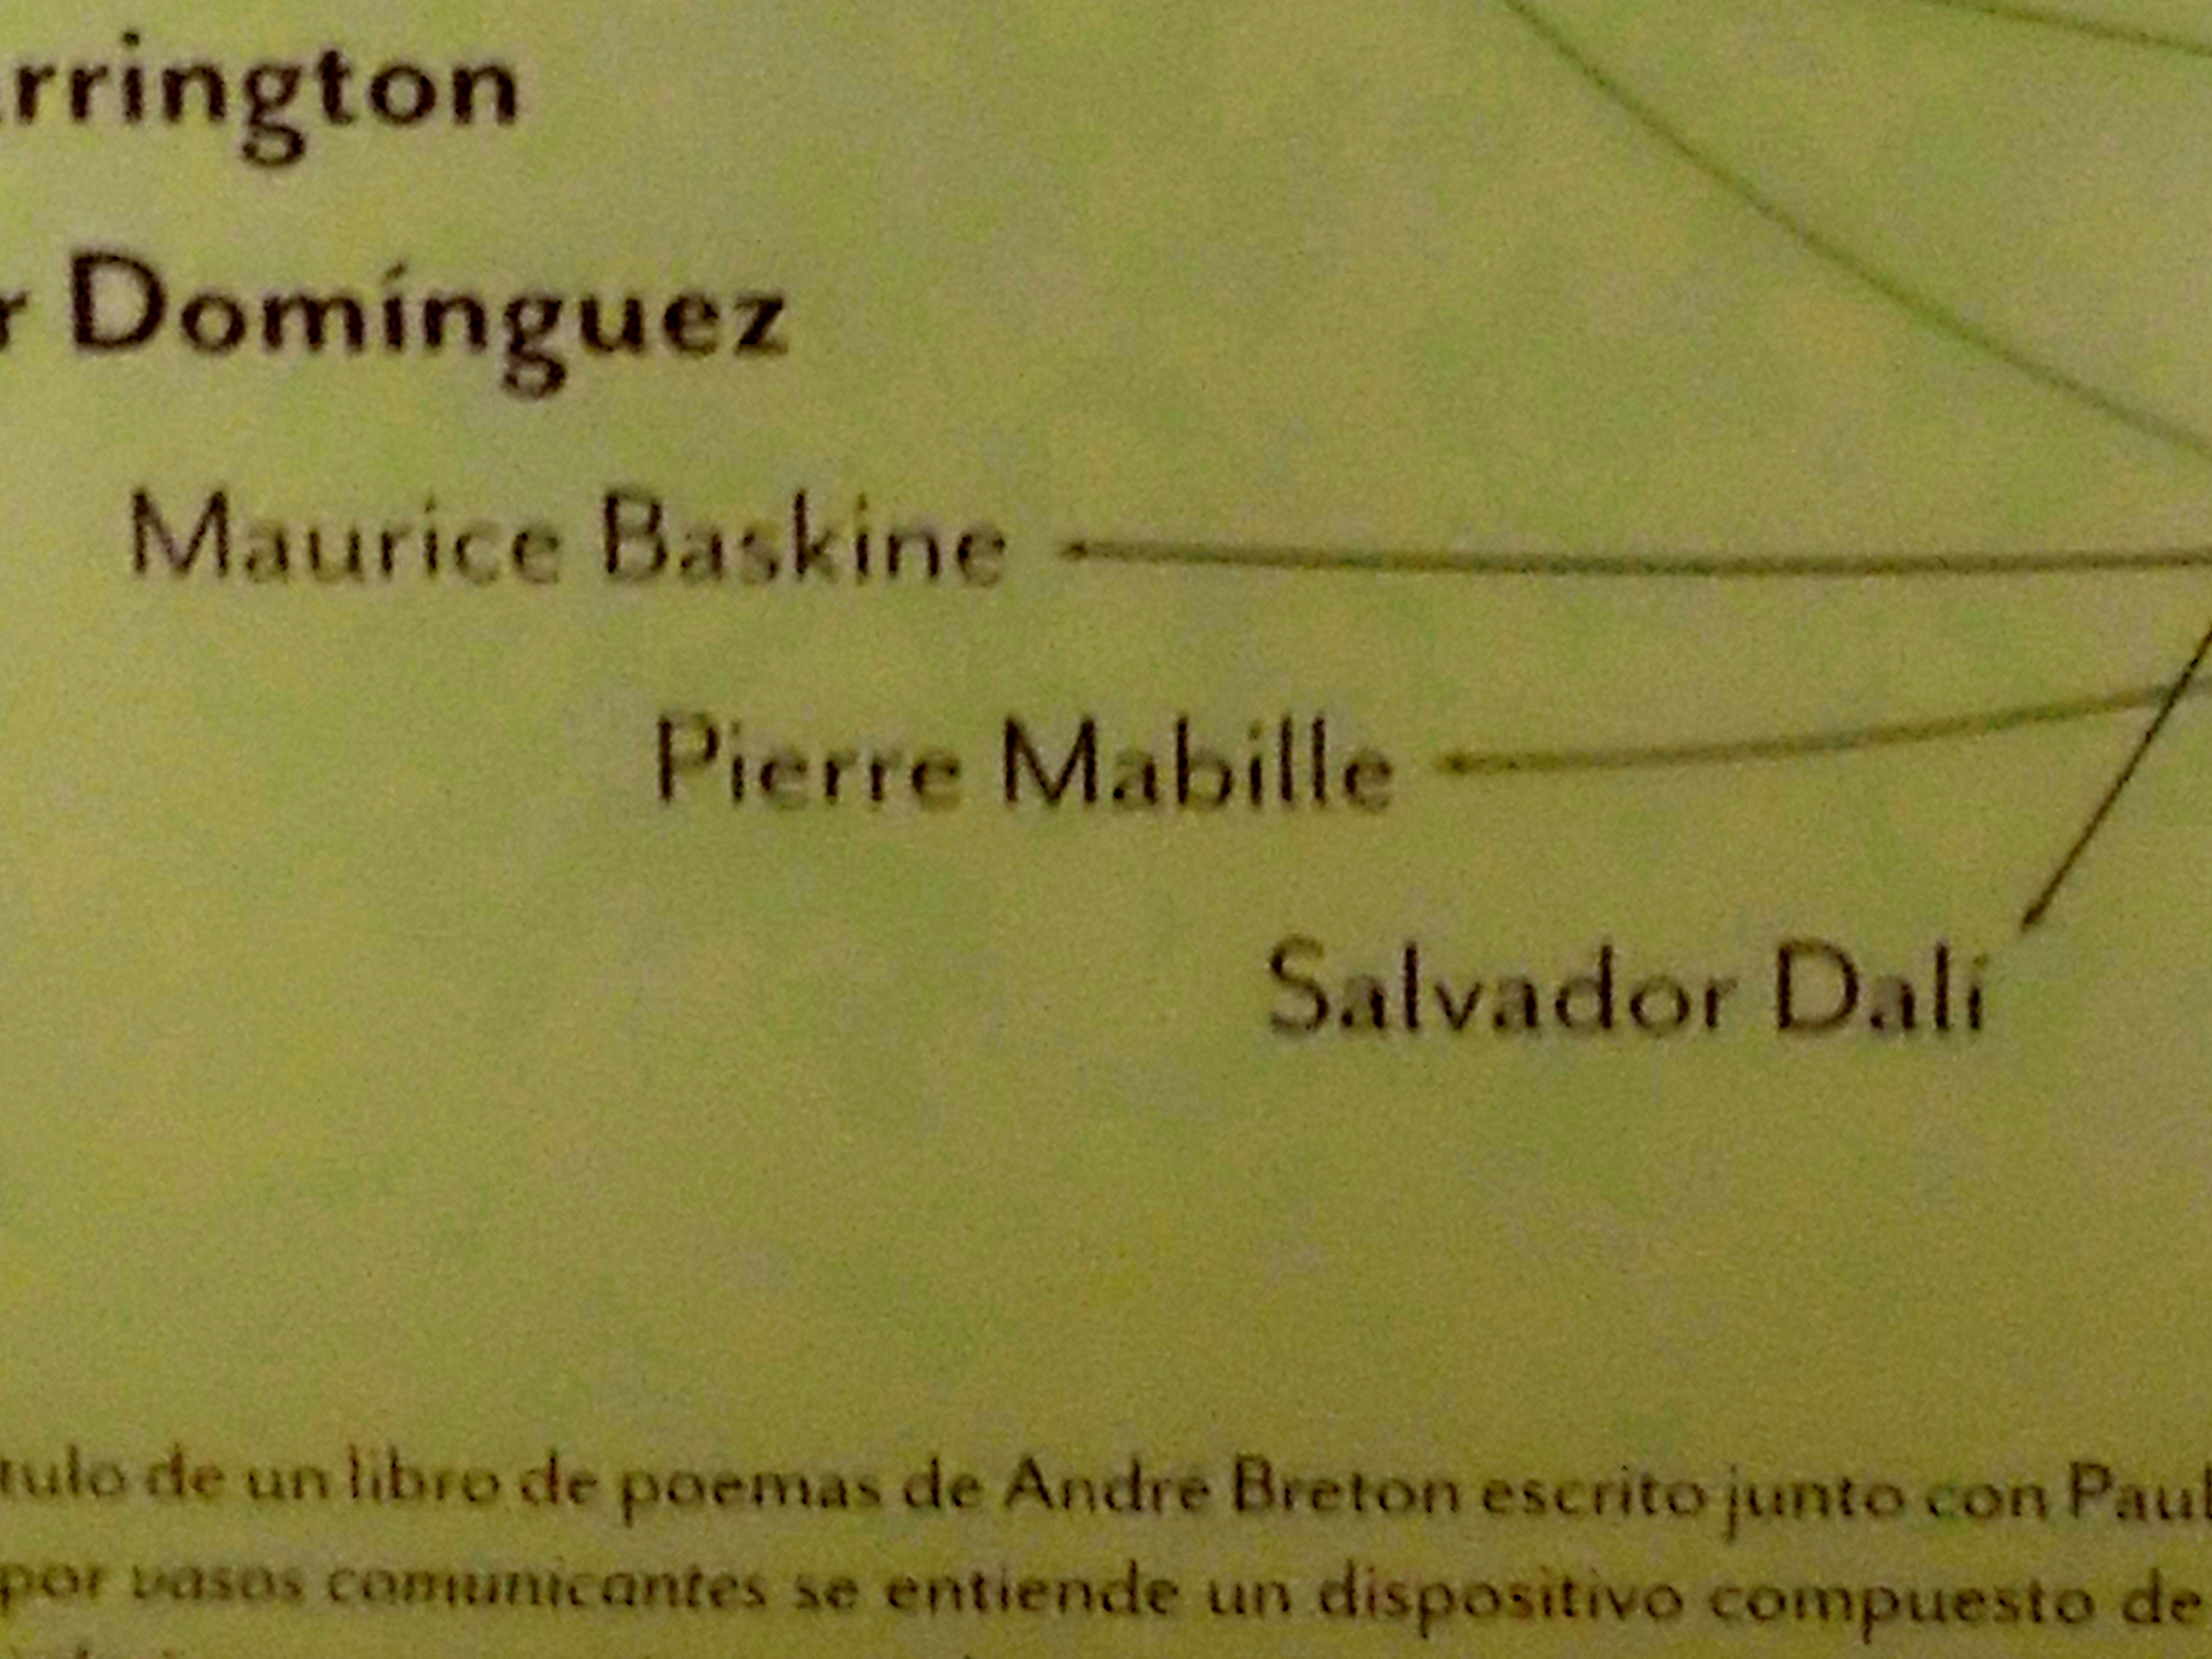 rrington
r Domínguez
Maurice Baskine
Pierre Mabille
Salvador Dalí
tulo de un libro de poemas de André Breton escrito junto con Paul
por vasos comunicantes se entiende un dispositivo compuesto de